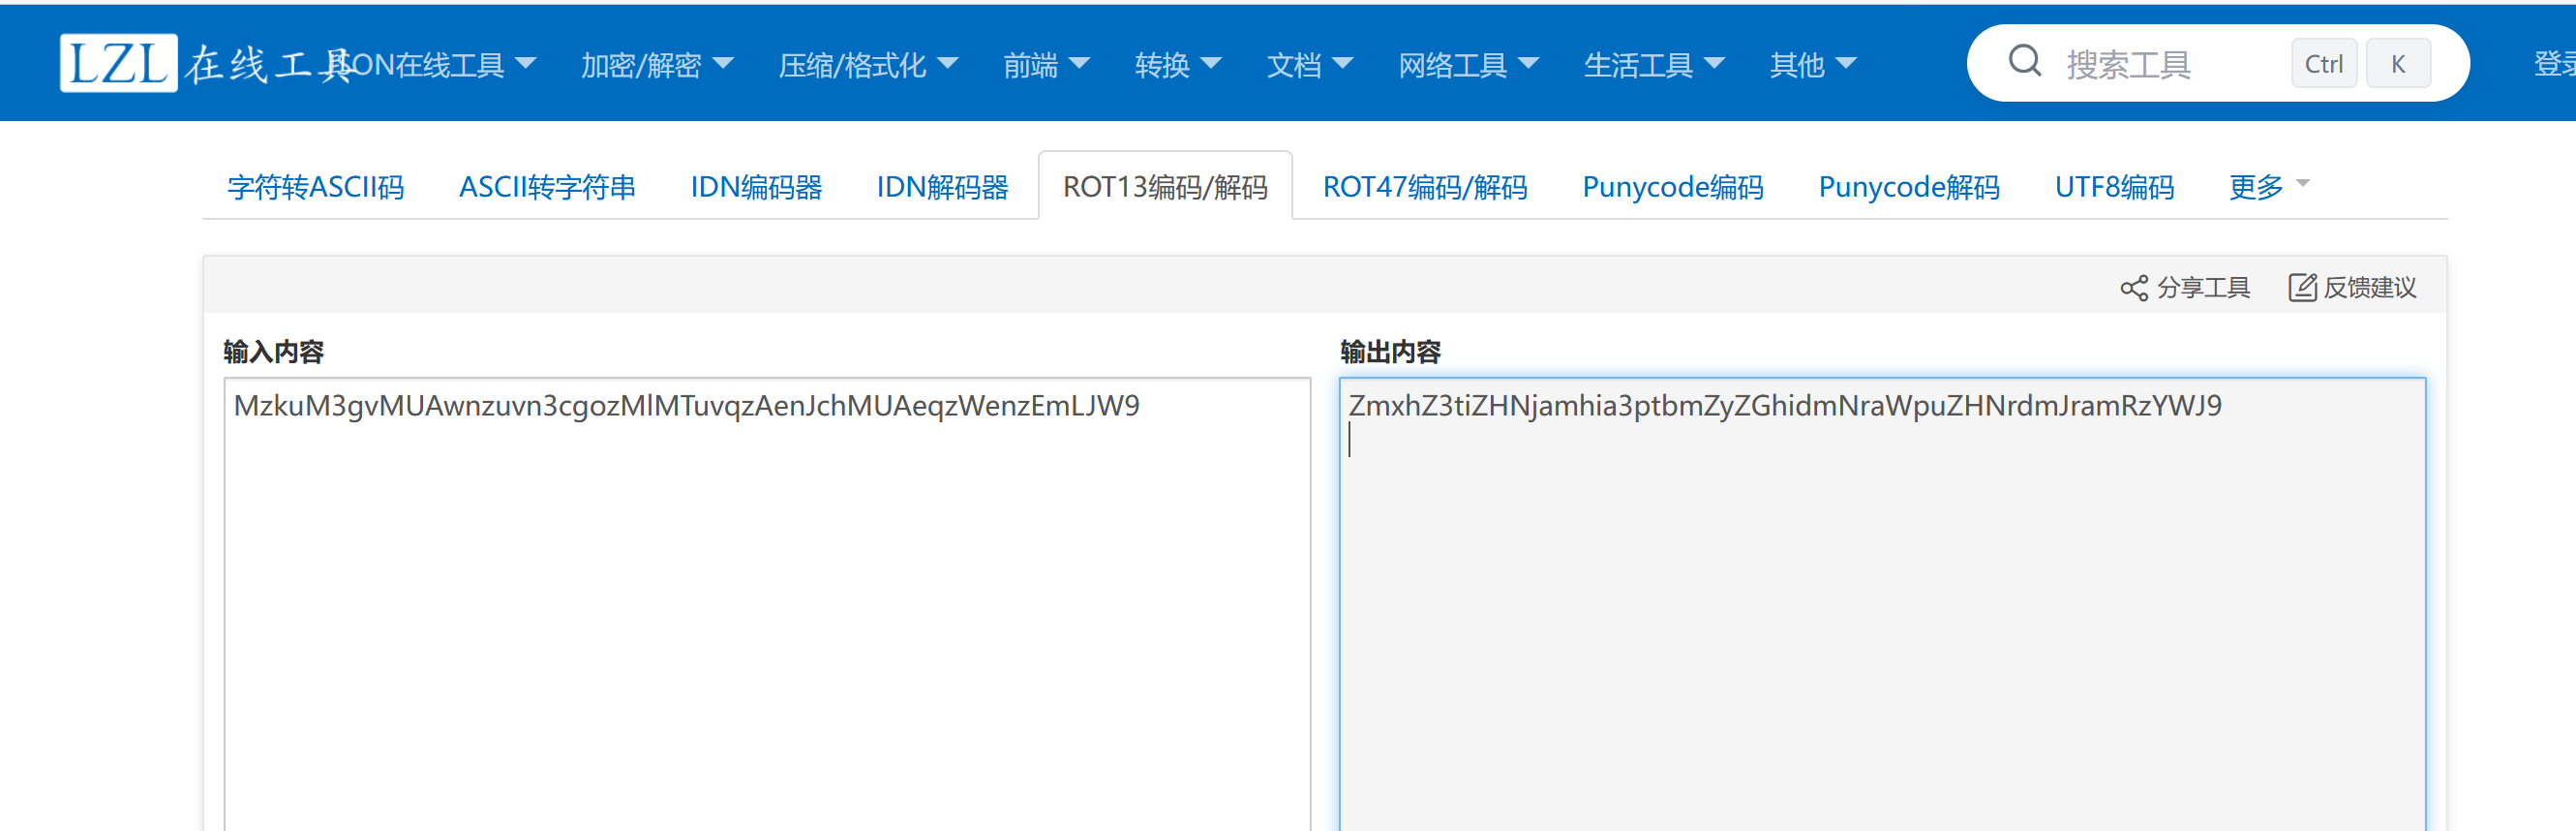 LZL 在线工具 JSON在线工具 加密/解密 压缩/格式化 前端 转换 文档 网络工具 生活工具 其他 搜索工具 Ctrl K 登录
字符转ASCII码 ASCII转字符串 IDN编码器 IDN解码器 ROT13编码/解码 ROT47编码/解码 Punycode编码 Punycode解码 UTF8编码 更多
分享工具 反馈建议
输入内容 输出内容
MzkuM3gvMUAwnzuvn3cgozMlMTuvqzAenJchMUAeqzWenzEmLJW9 ZmxhZ3tiZHNjamhia3ptbmZyZGhidmNraWpuZHNrdmJramRzYWJ9